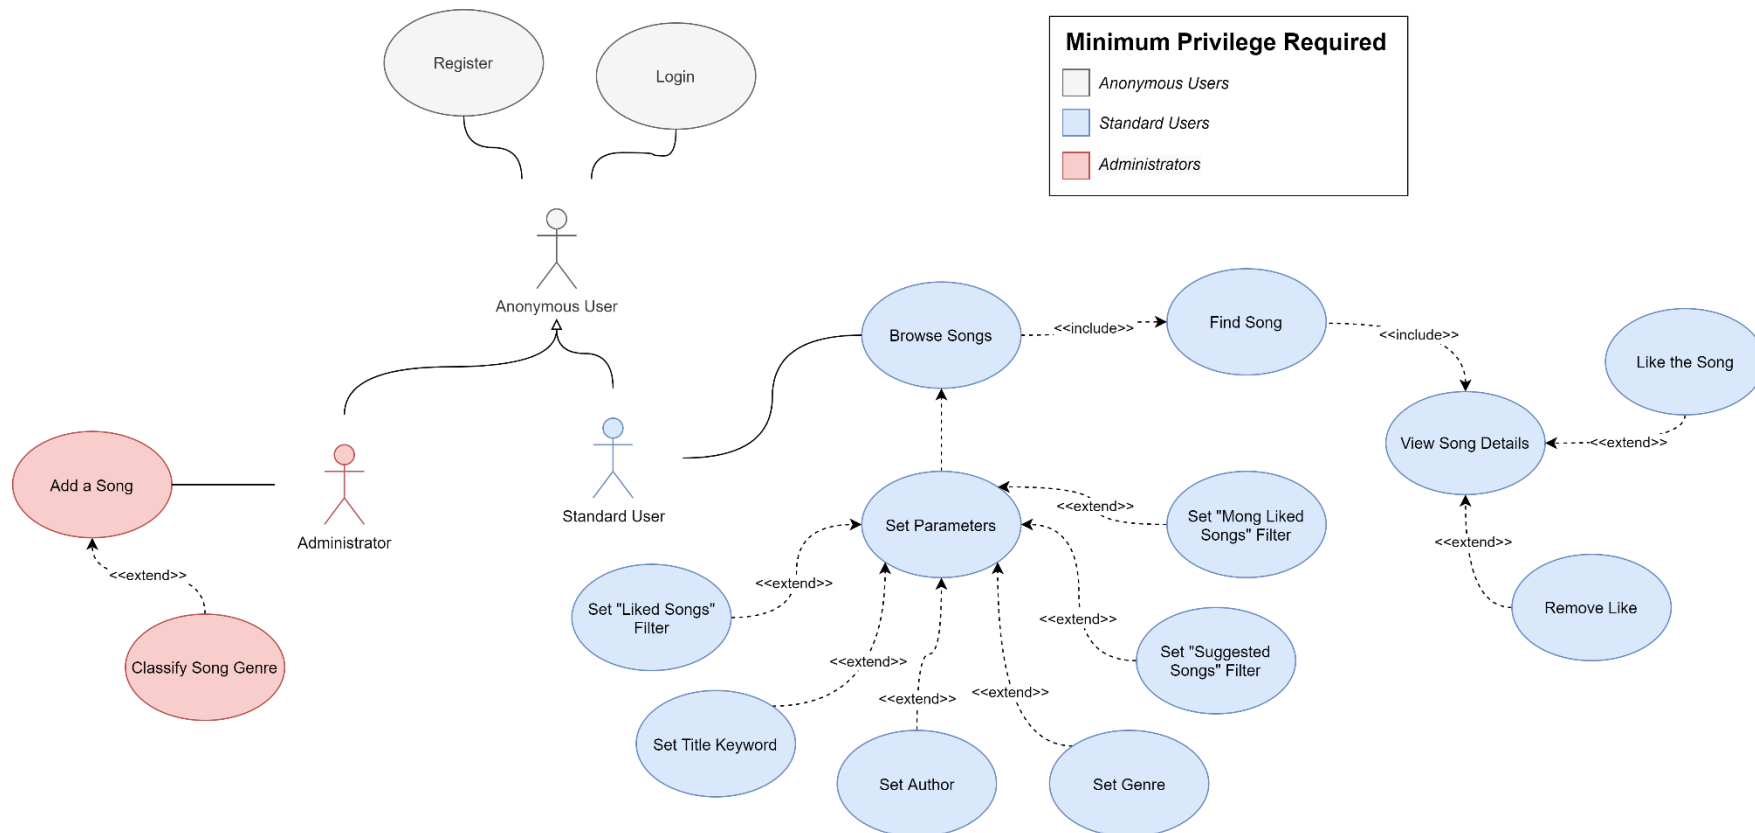 Register
Login
Minimum Privilege Required
Anonymous Users
Standard Users
Administrators
Anonymous User
Browse Songs
<<include>>
Find Song
<<include>>
Like the Song
View Song Details
<<extend>>
Add a Song
Administrator
Standard User
Set Parameters
<<extend>>
Set "Mong Liked
Songs" Filter
<<extend>>
<<extend>>
Classify Song Genre
<<extend>>
Set "Liked Songs"
Filter
<<extend>>
Set "Suggested
Songs" Filter
Remove Like
<<extend>>
<<extend>>
<<extend>>
Set Title Keyword
Set Author
Set Genre